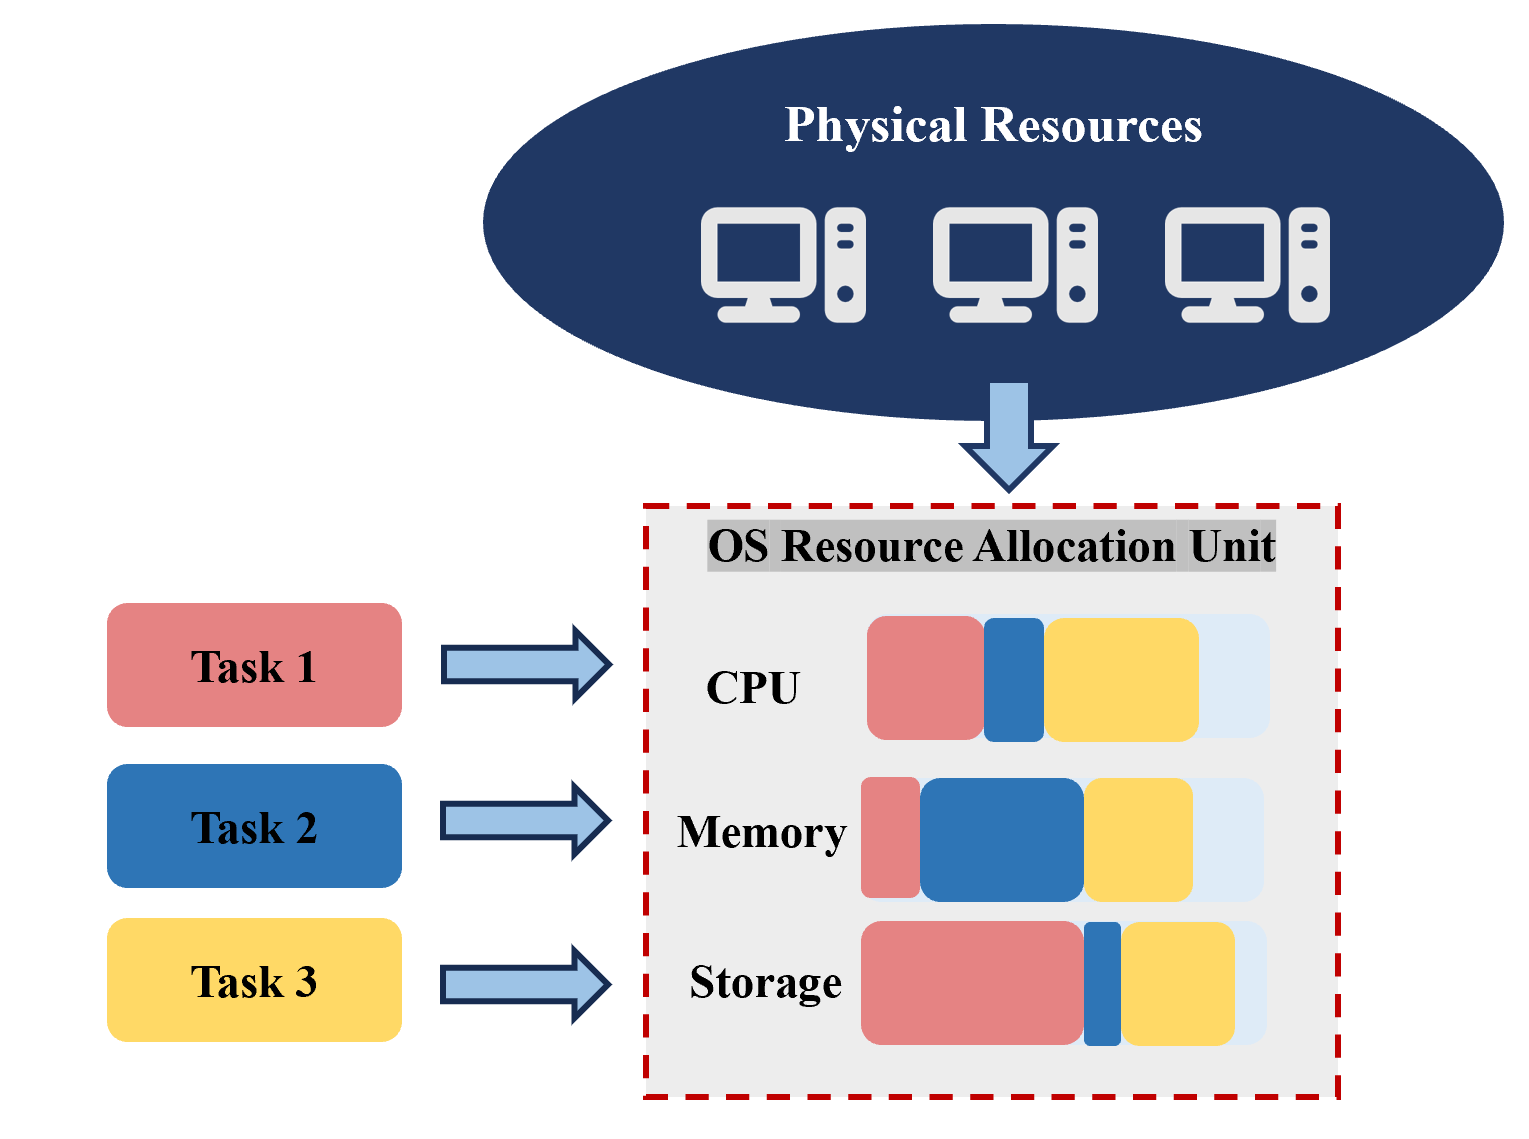 Physical Resources
OS Resource Allocation Unit
Task 1
CPU
Task 2
Memory
Task 3
Storage